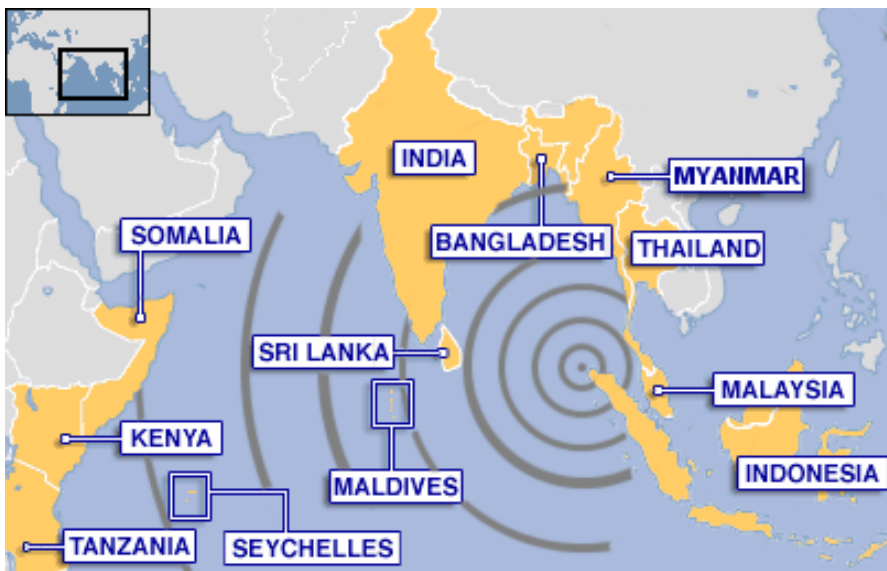 INDIA
MYANMAR
SOMALIA
BANGLADESH
THAILAND
SRI LANKA
MALAYSIA
KENYA
MALDIVES
INDONESIA
TANZANIA
SEYCHELLES